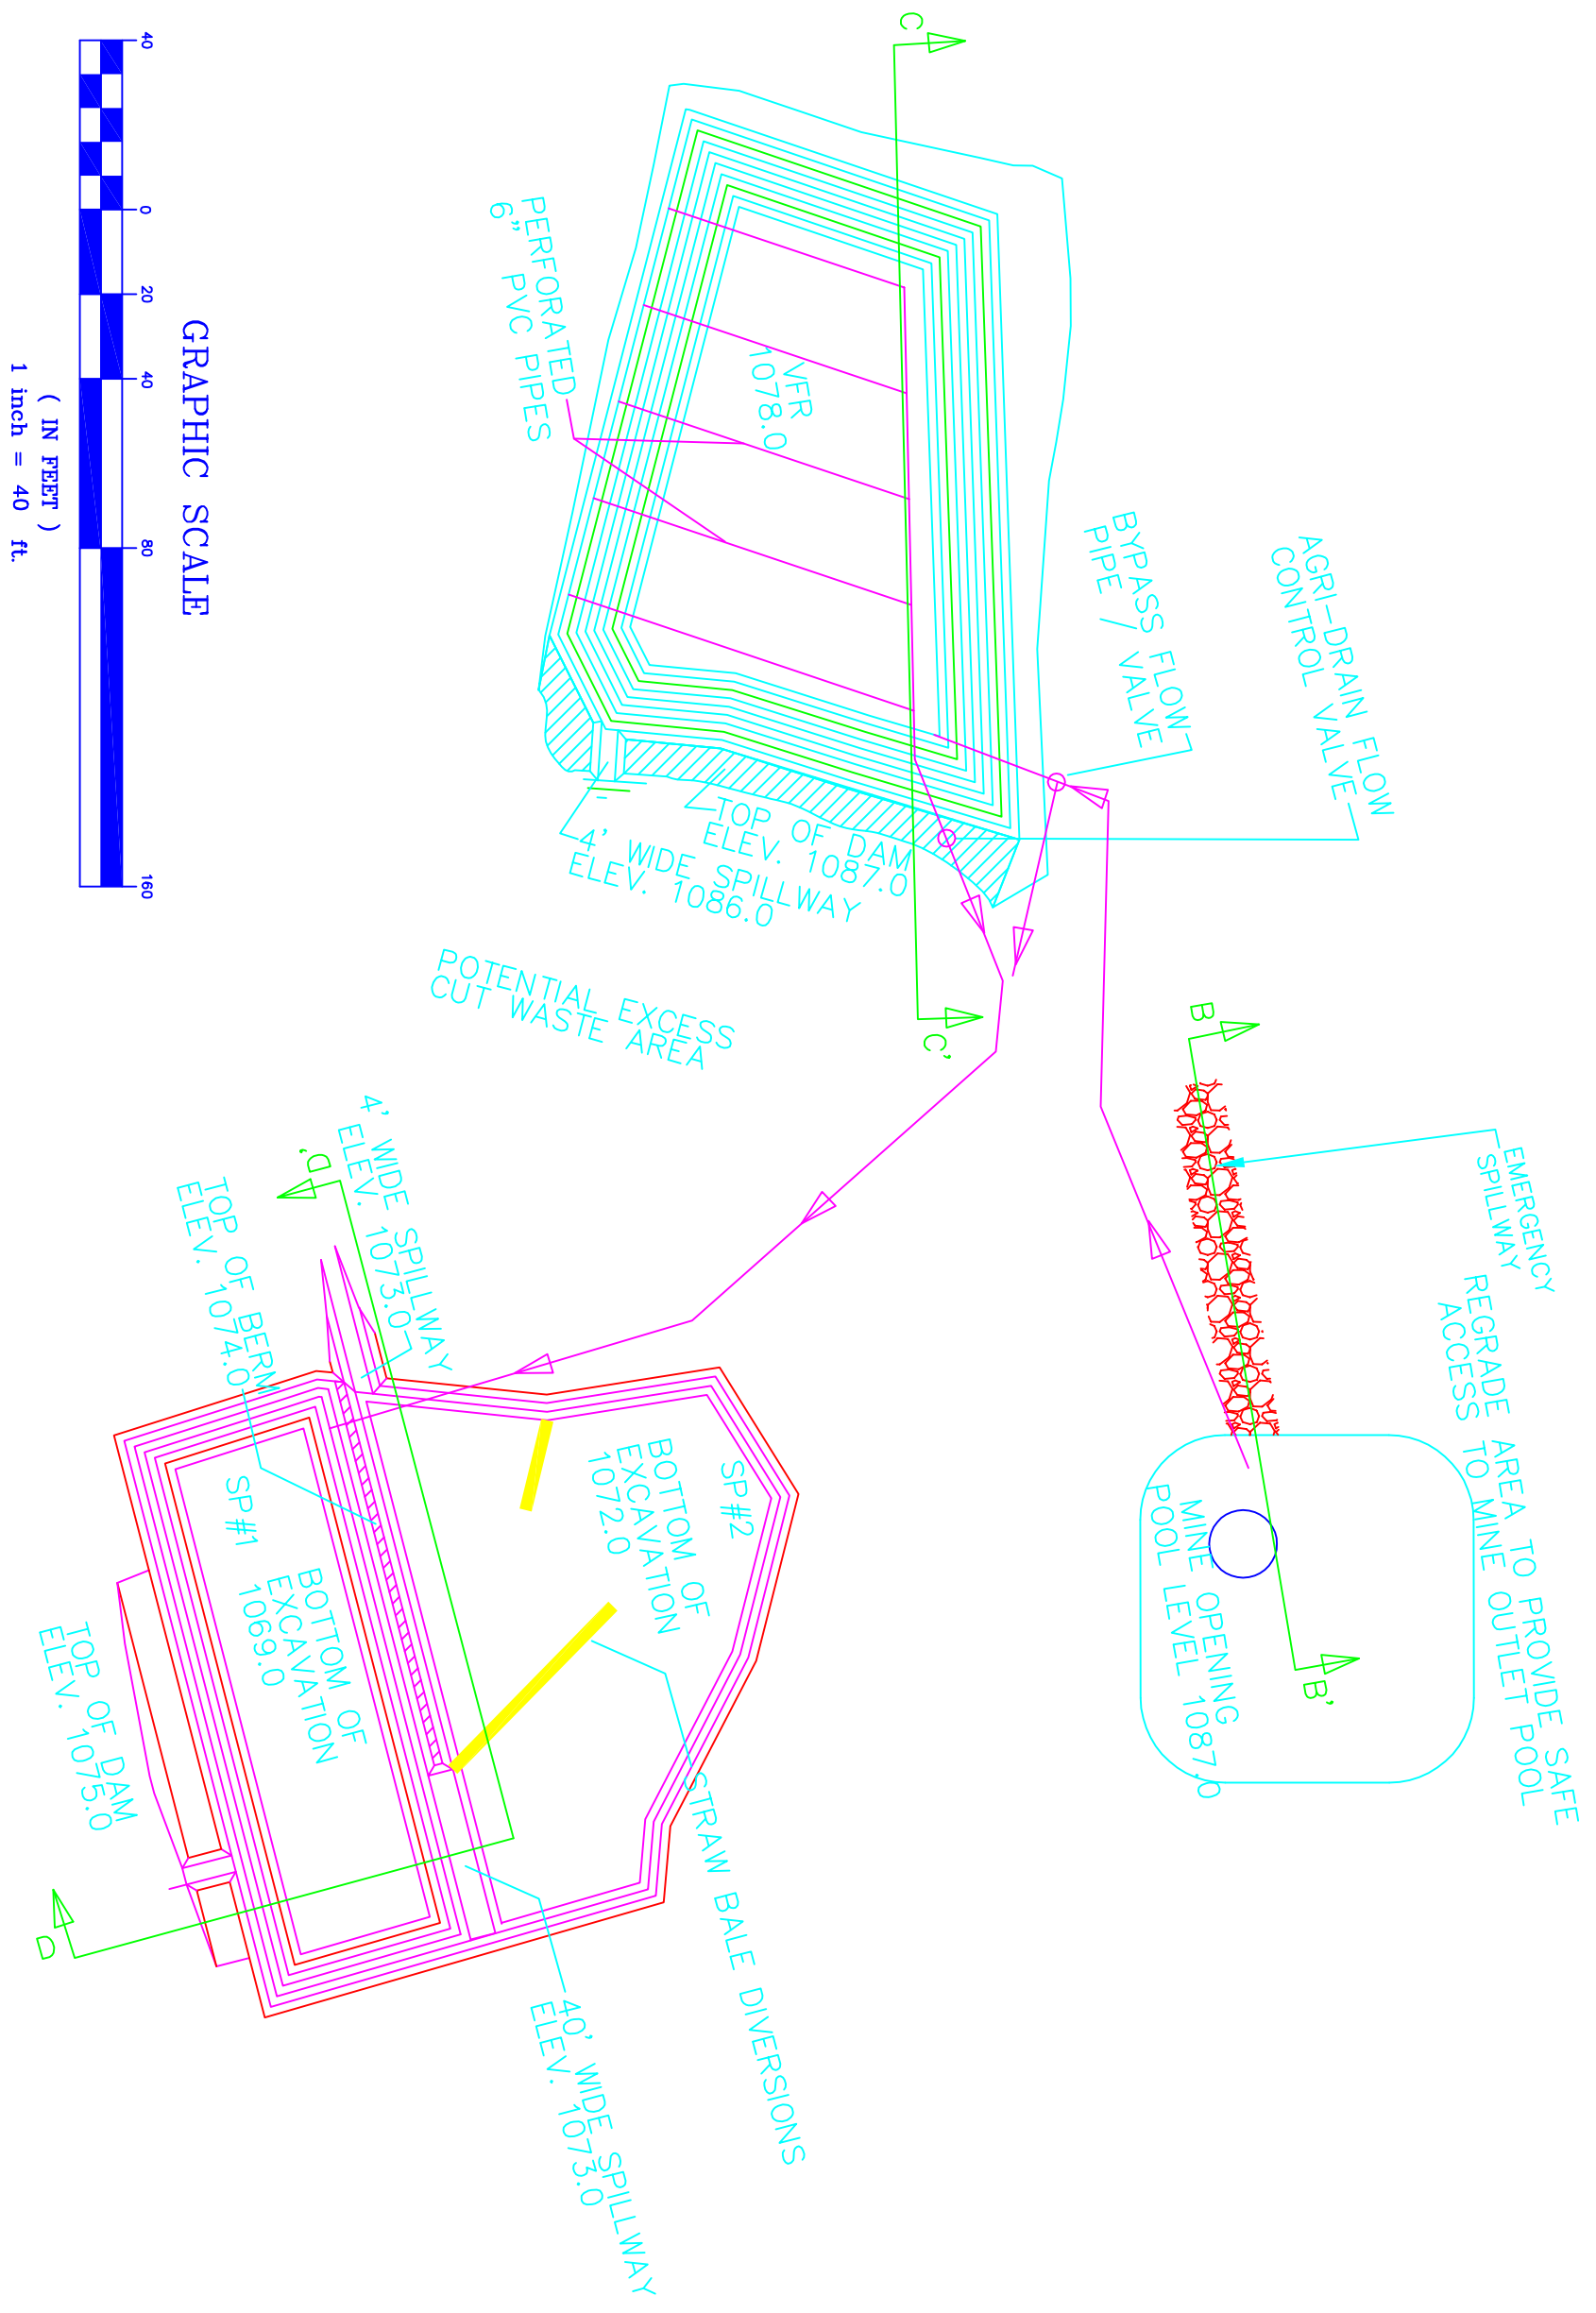 40
0
20
40
80
160
GRAPHIC SCALE
( IN FEET )
1 inch = 40 ft.
C
C'
PERFORATED
6" PVC PIPES
VFR
1078.0
BYPASS FLOW
PIPE / VALVE
AGRI-DRAIN FLOW
CONTROL VALVE
TOP OF DAM
ELEV. 1087.0
4' WIDE SPILLWAY
ELEV. 1086.0
POTENTIAL EXCESS
CUT WASTE AREA
B
B'
EMERGENCY
SPILLWAY
REGRADE AREA TO PROVIDE SAFE
ACCESS TO MINE OUTLET POOL
MINE OPENING
POOL LEVEL 1087.0
4' WIDE SPILLWAY
ELEV. 1073.0
D'
TOP OF BERM
ELEV. 1074.0
SP#2
BOTTOM OF
EXCAVATION
1072.0
SP#1
BOTTOM OF
EXCAVATION
1069.0
TOP OF DAM
ELEV. 1075.0
STRAW BALE DIVERSIONS
D
40' WIDE SPILLWAY
ELEV. 1073.0